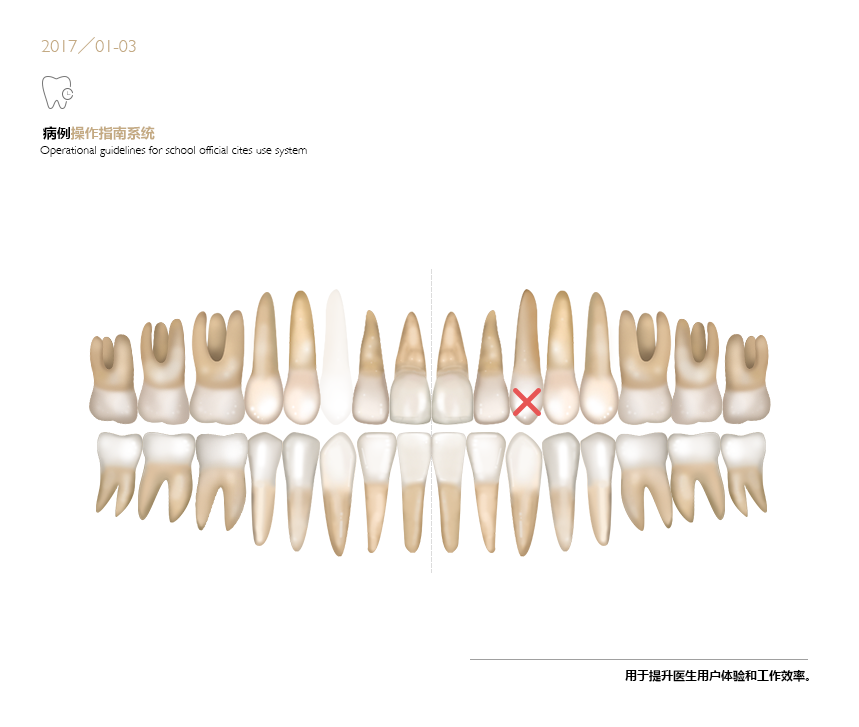 2017／01-03
病例操作指南系统
Operational guidelines for school official cites use system
用于提升医生用户体验和工作效率。